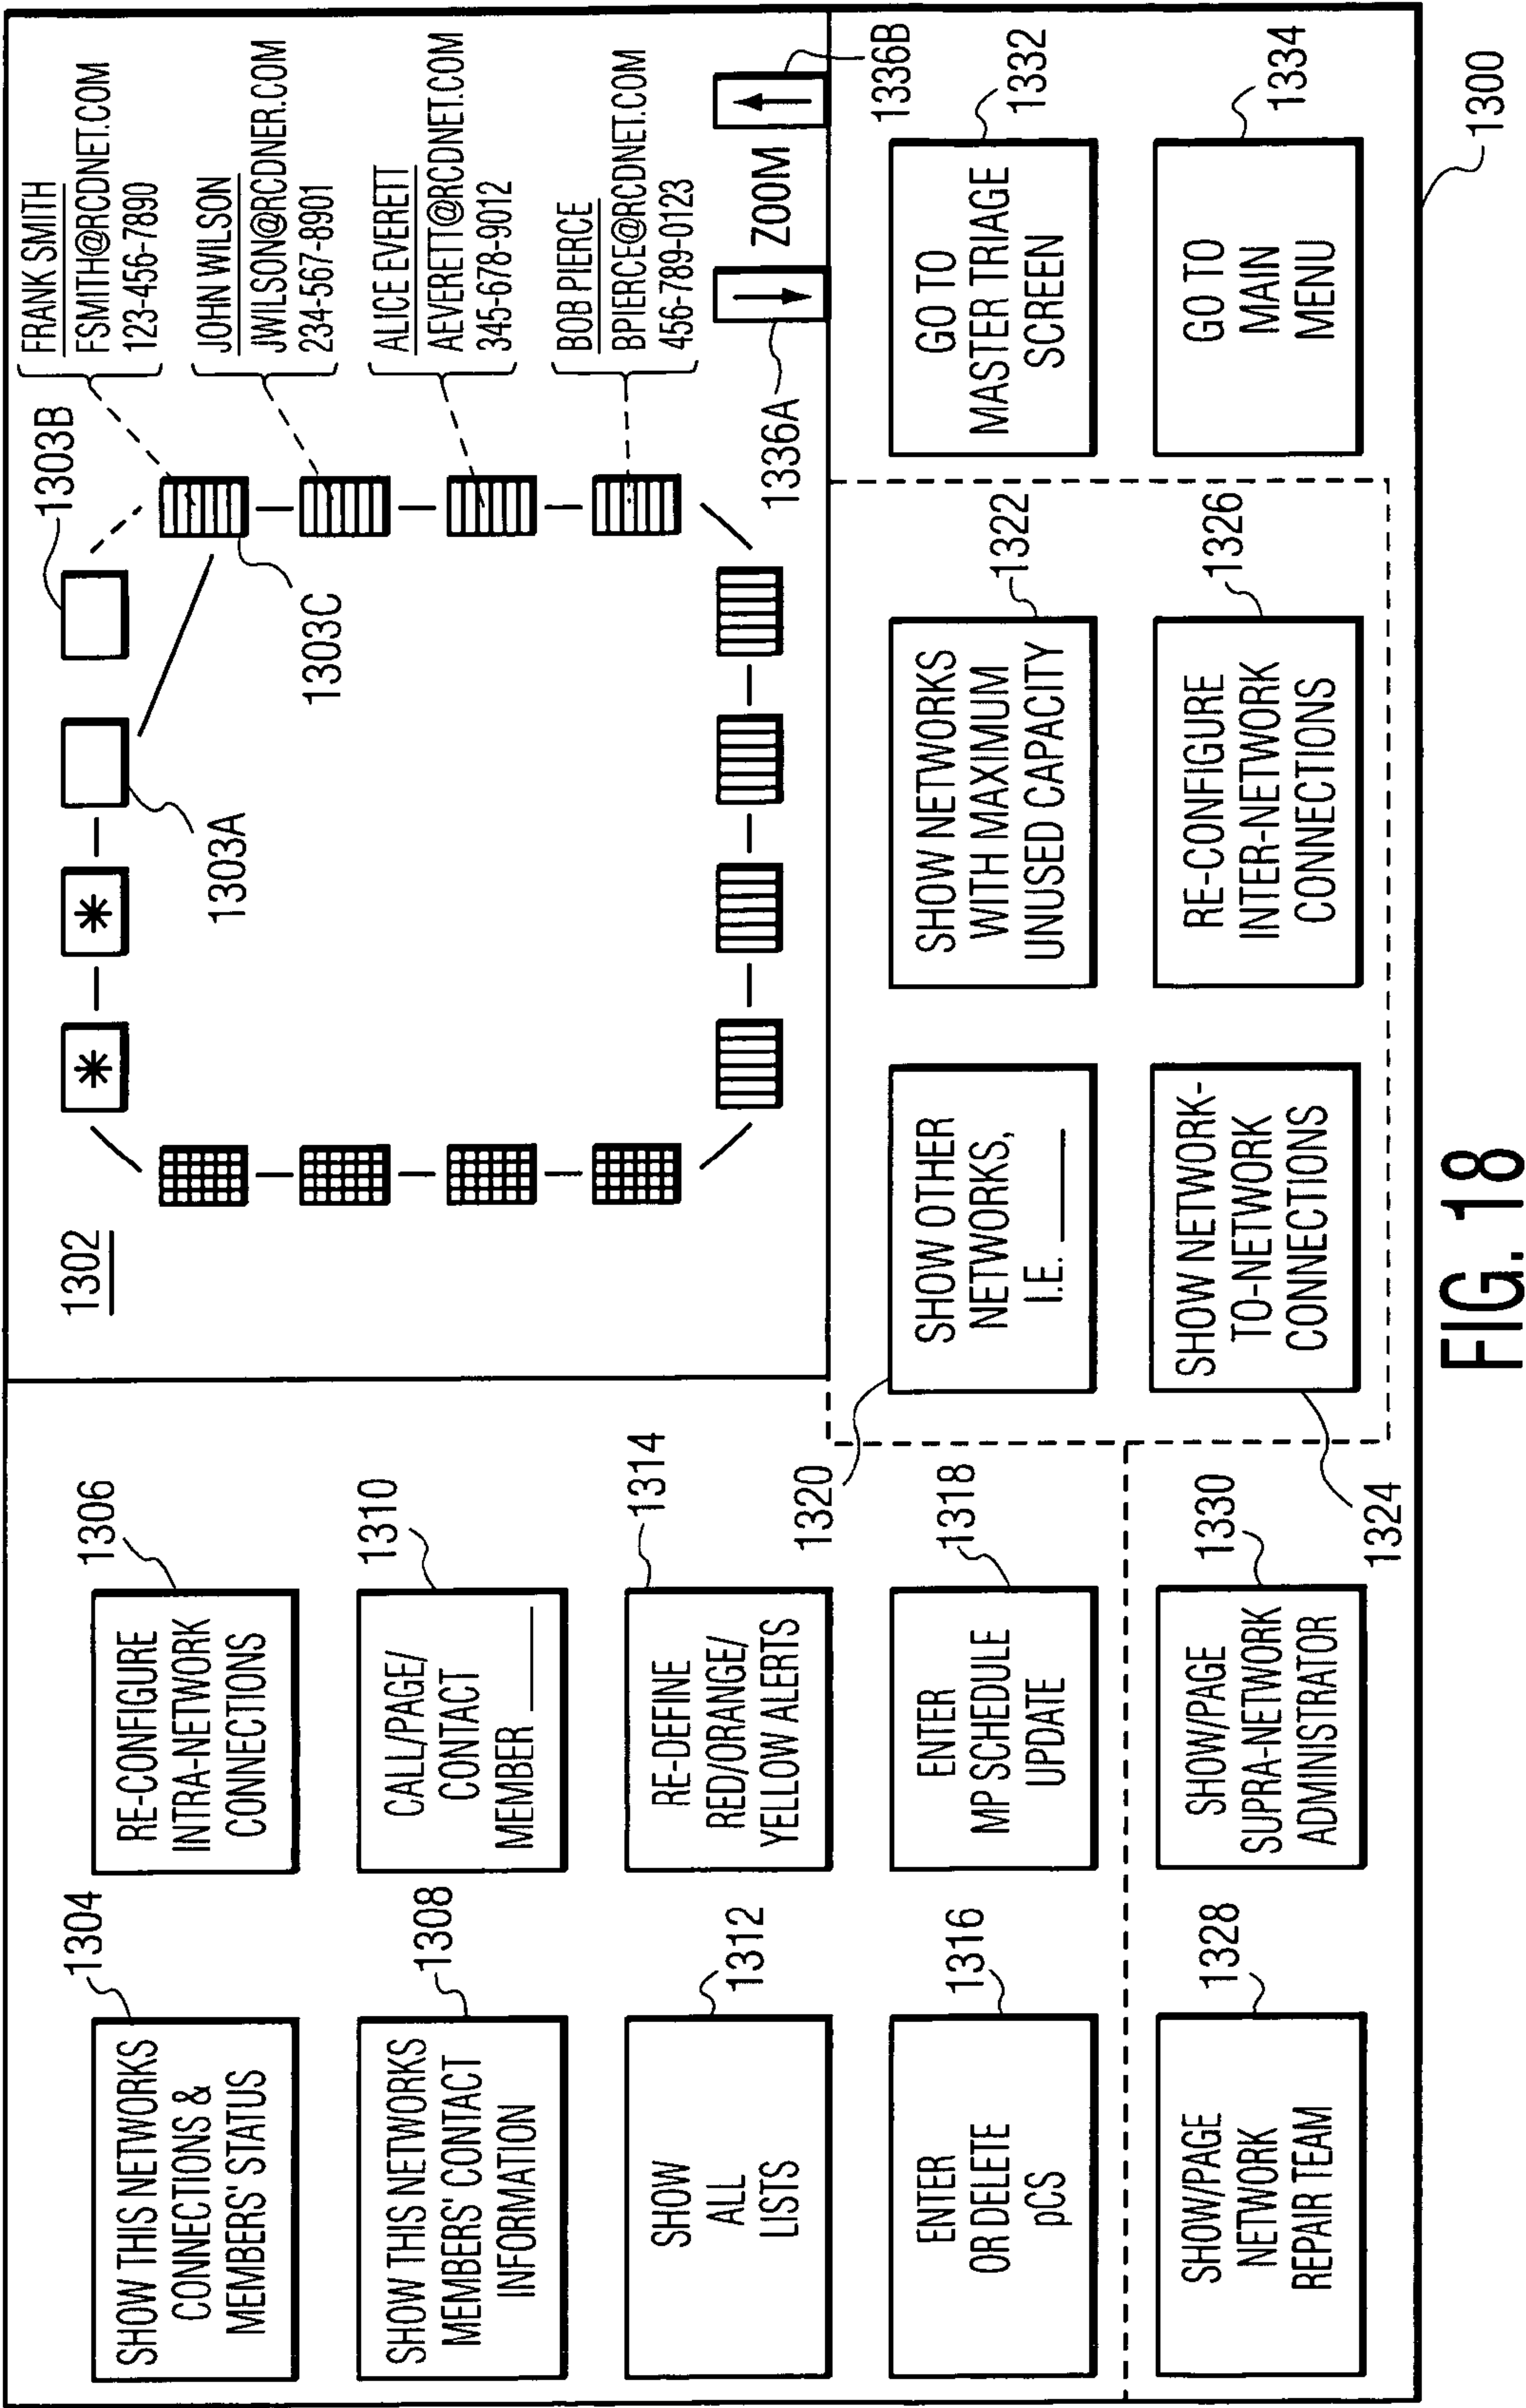 1304
SHOW THIS NETWORKS
CONNECTIONS &
MEMBERS' STATUS
1306
RE-CONFIGURE
INTRA-NETWORK
CONNECTIONS
1308
SHOW THIS NETWORKS
MEMBERS' CONTACT
INFORMATION
1310
CALL/PAGE/
CONTACT
MEMBER ____
1312
SHOW
ALL
LISTS
1314
RE-DEFINE
RED/ORANGE/
YELLOW ALERTS
1316
ENTER
OR DELETE
pCS
1318
ENTER
MP SCHEDULE
UPDATE
1328
SHOW/PAGE
NETWORK
REPAIR TEAM
1330
SHOW/PAGE
SUPRA-NETWORK
ADMINISTRATOR
1302
* *
1303A
1303B
1303C
FRANK SMITH
FSMITH@RCDNET.COM
123-456-7890
JOHN WILSON
JWILSON@RCDNER.COM
234-567-8901
ALICE EVERETT
AEVERETT@RCDNET.COM
345-678-9012
BOB PIERCE
BPIERCE@RCDNET.COM
456-789-0123
ZOOM
1336A
1336B
1320
SHOW OTHER
NETWORKS,
I.E. ____
1322
SHOW NETWORKS
WITH MAXIMUM
UNUSED CAPACITY
1324
SHOW NETWORK-
TO-NETWORK
CONNECTIONS
1326
RE-CONFIGURE
INTER-NETWORK
CONNECTIONS
1332
GO TO
MASTER TRIAGE
SCREEN
1334
GO TO
MAIN
MENU
1300
FIG. 18